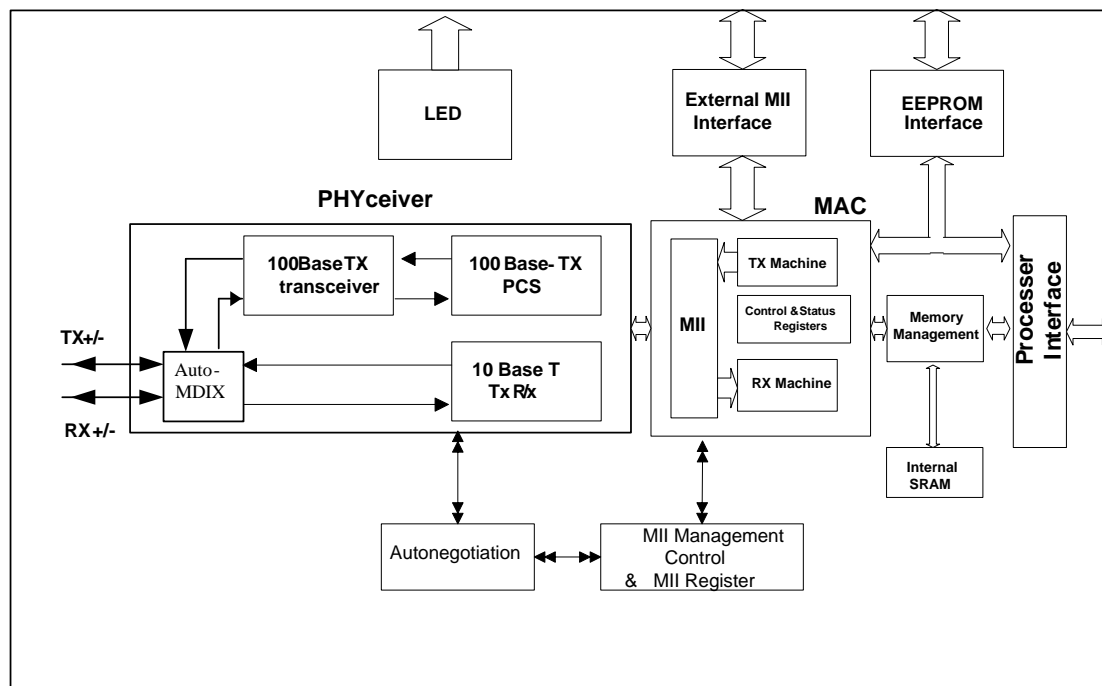 LED
External MII
Interface
EEPROM
Interface
PHYceiver
MAC
100BaseTX
transceiver
100 Base- TX
PCS
TX Machine
MII
Control &Status
Registers
Memory
Management
Processer
Interface
TX+/-
Auto-
MDIX
10 Base T
Tx R/x
RX Machine
RX +/-
Internal
SRAM
Autonegotiation
MII Management
Control
& MII Register